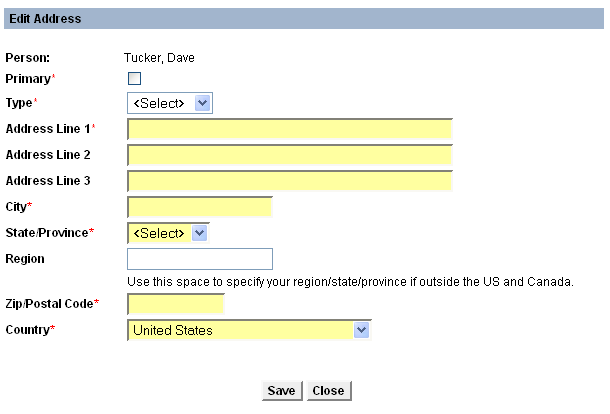 Edit Address
Person: Tucker, Dave
Primary*
Type* <Select>
Address Line 1*
Address Line 2
Address Line 3
City*
State/Province* <Select>
Region
Use this space to specify your region/state/province if outside the US and Canada.
Zip/Postal Code*
Country* United States
Save Close